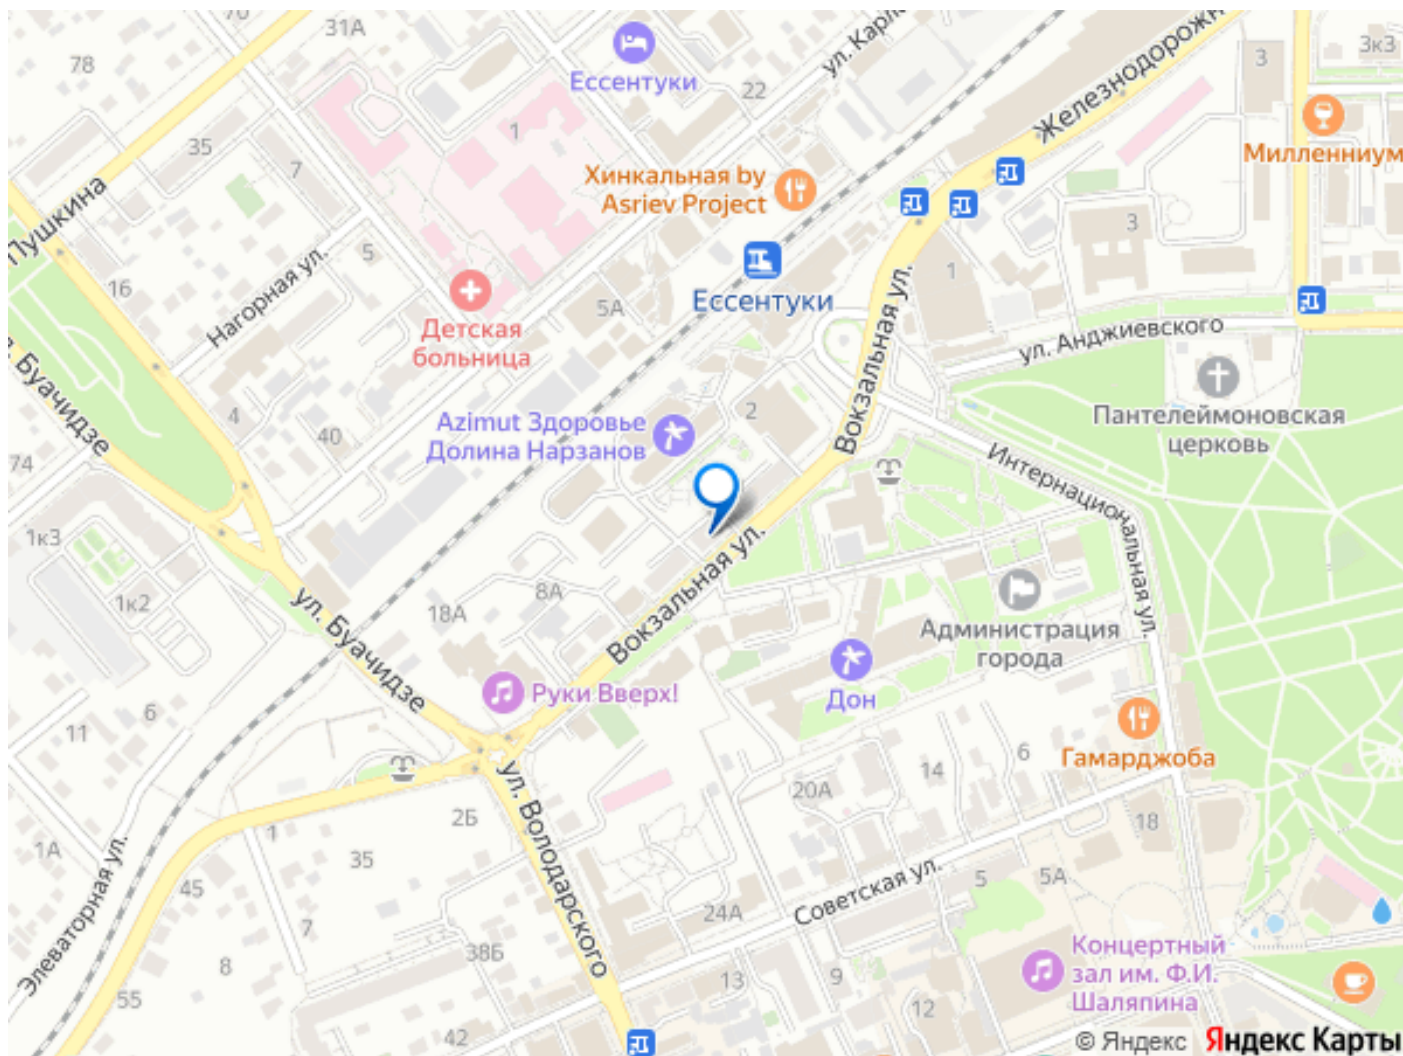 31А
ул. Карла
Железнодорожн
3к3
3
78
Ессентуки
22
Миллениум
1
35
7
Хинкальная by
Asriev Project
Пушкина
5
3
16
Нагорная ул.
1
Ессентуки
5А
Детская
больница
Вокзальная ул.
ул. Анджиевского
Пантелеймоновская
церковь
. Буачидзе
4
40
2
Azimut Здоровье
Долина Нарзанов
74
Интернациональная ул.
1к3
Вокзальная ул.
8А
1к2
18А
ул. Буачидзе
Администрация
города
Руки Вверх!
Дон
6
11
6
Гамарджоба
14
20А
ул. Володарского
2Б
1
18
35
1А
45
Элеваторная ул.
Советская ул.
5
5А
24А
7
38Б
8
Концертный
зал им. Ф.И.
Шаляпина
13
9
55
12
42
© Яндекс Яндекс Карты